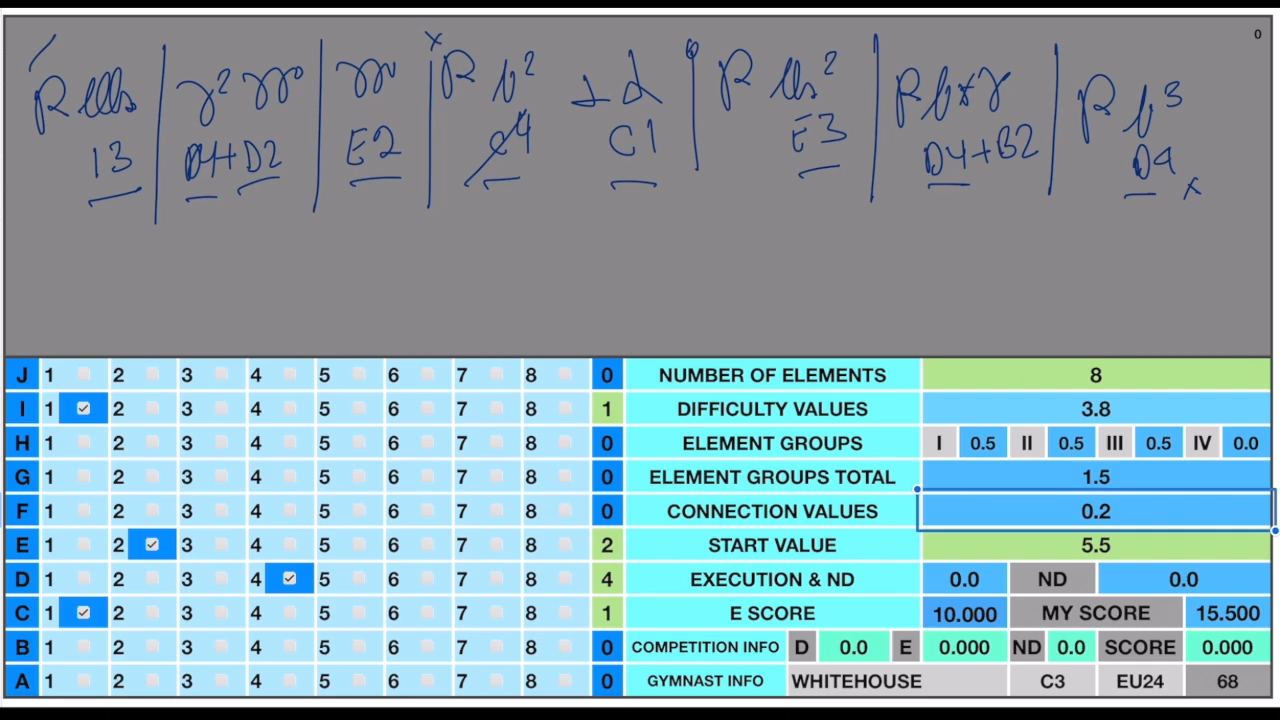 0
13 D4+D2 E2 C4 C1 E3 D4+B2 D4
J 1 2 3 4 5 6 7 8 0 NUMBER OF ELEMENTS 8
I 1 2 3 4 5 6 7 8 1 DIFFICULTY VALUES 3.8
H 1 2 3 4 5 6 7 8 0 ELEMENT GROUPS I 0.5 II 0.5 III 0.5 IV 0.0
G 1 2 3 4 5 6 7 8 0 ELEMENT GROUPS TOTAL 1.5
F 1 2 3 4 5 6 7 8 0 CONNECTION VALUES 0.2
E 1 2 3 4 5 6 7 8 2 START VALUE 5.5
D 1 2 3 4 5 6 7 8 4 EXECUTION & ND 0.0 ND 0.0
C 1 2 3 4 5 6 7 8 1 E SCORE 10.000 MY SCORE 15.500
B 1 2 3 4 5 6 7 8 0 COMPETITION INFO D 0.0 E 0.000 ND 0.0 SCORE 0.000
A 1 2 3 4 5 6 7 8 0 GYMNAST INFO WHITEHOUSE C3 EU24 68